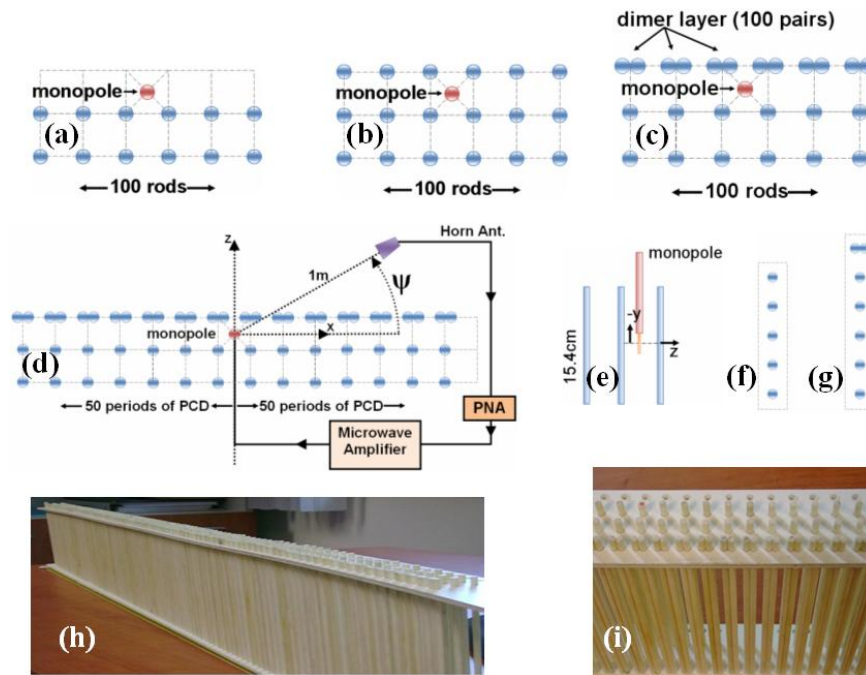 monopole
(a)
100 rods
monopole
(b)
100 rods
dimer layer (100 pairs)
monopole
(c)
100 rods
z
Horn Ant.
1m
ψ
monopole
x
(d)
50 periods of PCD
50 periods of PCD
PNA
Microwave
Amplifier
monopole
-y
z
15.4cm
(e)
(f)
(g)
(h)
(i)